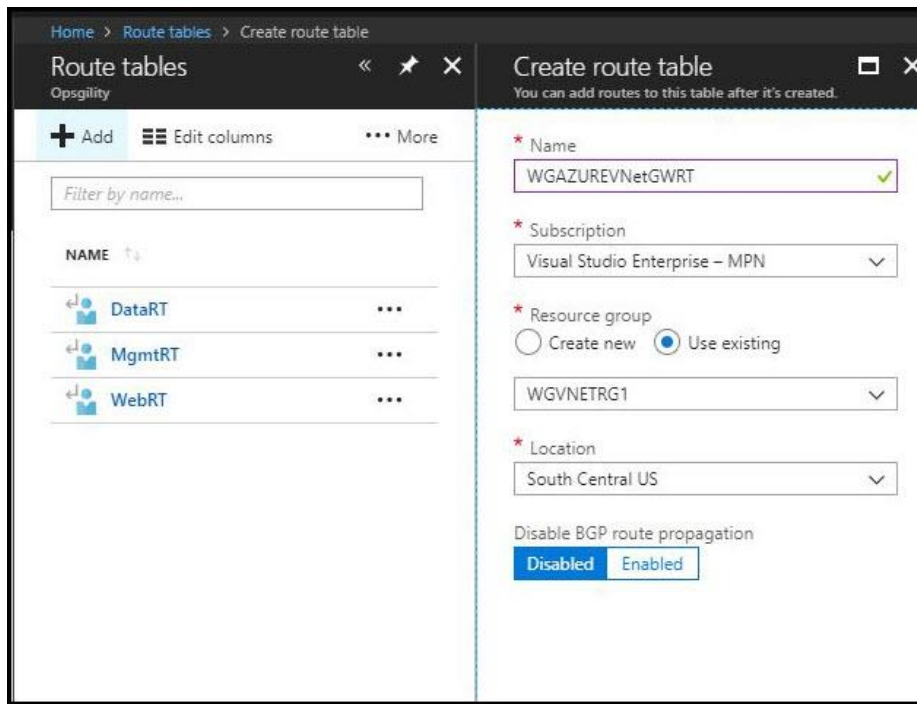 Home > Route tables > Create route table
Route tables
Opsgility
Add
Edit columns
More
Filter by name...
NAME
DataRT
MgmtRT
WebRT
Create route table
You can add routes to this table after it's created.
* Name
WGAZUREVNetGWRT
* Subscription
Visual Studio Enterprise – MPN
* Resource group
Create new Use existing
WGVNETRG1
* Location
South Central US
Disable BGP route propagation
Disabled Enabled